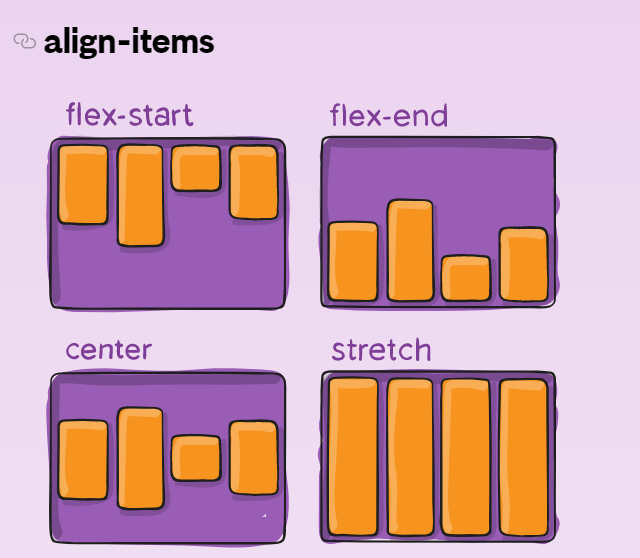 align-items
flex-start
flex-end
center
stretch